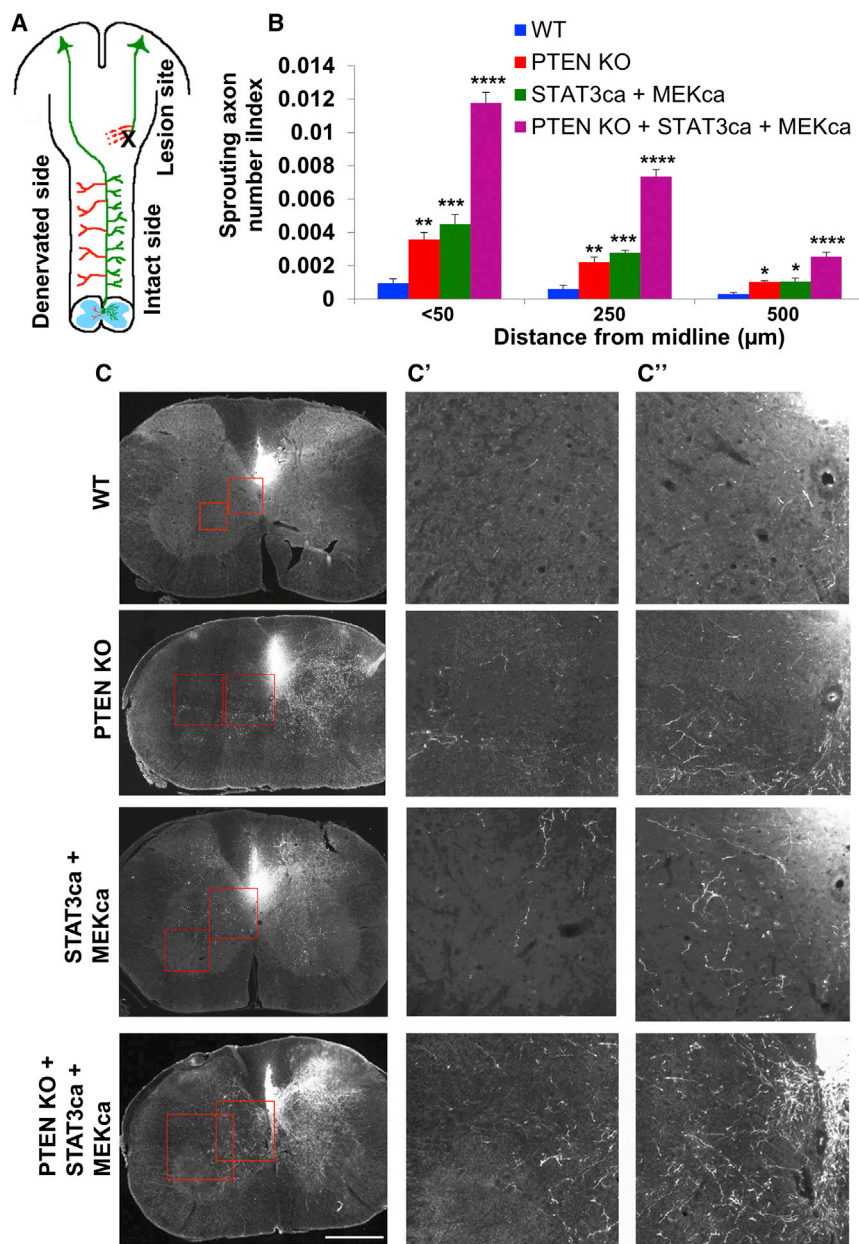 A
Denervated side
Lesion site
X
Intact side
B
WT
PTEN KO
STAT3ca + MEKca
PTEN KO + STAT3ca + MEKca
Sprouting axon
number iIndex
0.014
0.012
0.01
0.008
0.006
0.004
0.002
0
** *** ****
** *** ****
* * ****
<50 250 500
Distance from midline (µm)
C C' C''
WT
PTEN KO
STAT3ca +
MEKca
PTEN KO +
STAT3ca +
MEKca